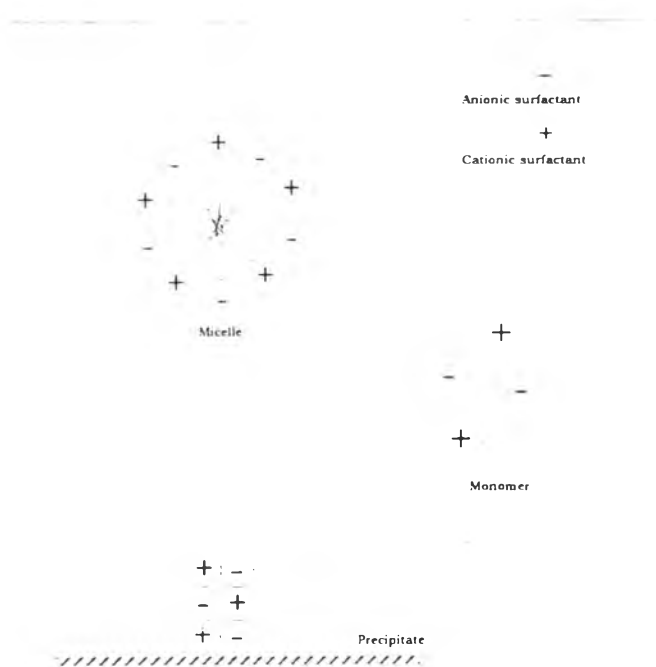 −
Anionic surfactant
+
Cationic surfactant
+
− −
+ +
− −
+ +
−
Micelle
+
− −
+
Monomer
+ −
− +
+ −
Precipitate